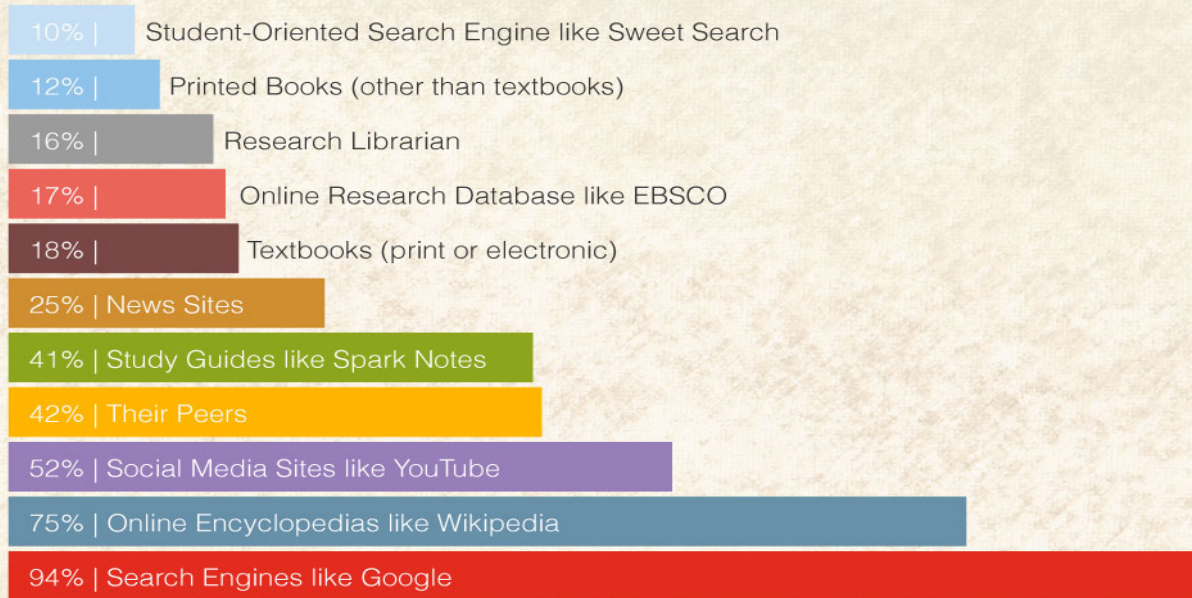 10% | Student-Oriented Search Engine like Sweet Search
12% | Printed Books (other than textbooks)
16% | Research Librarian
17% | Online Research Database like EBSCO
18% | Textbooks (print or electronic)
25% | News Sites
41% | Study Guides like Spark Notes
42% | Their Peers
52% | Social Media Sites like YouTube
75% | Online Encyclopedias like Wikipedia
94% | Search Engines like Google